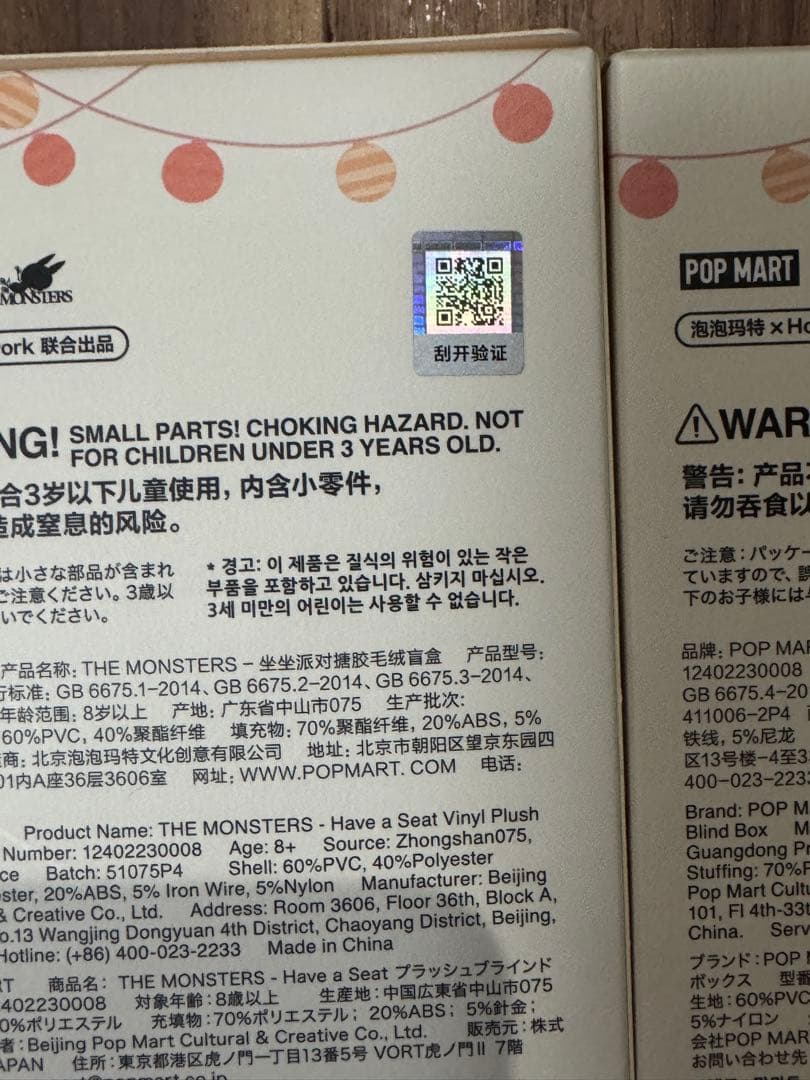 MONSTERS
ork 联合出品
刮开验证
NG! SMALL PARTS! CHOKING HAZARD. NOT
FOR CHILDREN UNDER 3 YEARS OLD.
合3岁以下儿童使用，内含小零件，
造成窒息的风险。
は小さな部品が含まれ
ご注意ください。3歳以
いでください。
* 경고: 이 제품은 질식의 위험이 있는 작은
부품을 포함하고 있습니다. 삼키지 마십시오.
3세 미만의 어린이는 사용할 수 없습니다.
产品名称: THE MONSTERS – 坐坐派对搪胶毛绒盲盒 产品型号:
行标准: GB 6675.1–2014、GB 6675.2–2014、GB 6675.3–2014、
年龄范围: 8岁以上 产地: 广东省中山市075 生产批次:
60%PVC, 40%聚酯纤维 填充物: 70%聚酯纤维, 20%ABS, 5%
商: 北京泡泡玛特文化创意有限公司 地址: 北京市朝阳区望京东园四
01内A座36层3606室 网址: WWW.POPMART. COM 电话:
Product Name: THE MONSTERS - Have a Seat Vinyl Plush
Number: 12402230008 Age: 8+ Source: Zhongshan075,
ce Batch: 51075P4 Shell: 60%PVC, 40%Polyester
ester, 20%ABS, 5% Iron Wire, 5%Nylon Manufacturer: Beijing
& Creative Co., Ltd. Address: Room 3606, Floor 36th, Block A,
o.13 Wangjing Dongyuan 4th District, Chaoyang District, Beijing,
Hotline: (+86) 400-023-2233 Made in China
RT 商品名： THE MONSTERS - Have a Seat プラッシュブラインド
2402230008 対象年齢：8歳以上 生産地：中国広東省中山市075
0%ポリエステル 充填物：70%ポリエステル； 20%ABS； 5%針金；
者：Beijing Pop Mart Cultural & Creative Co., Ltd. 販売元：株式
JAPAN 住所：東京都港区虎ノ門一丁目13番5号 VORT虎ノ門Ⅱ 7階
@popmart.co.jp
POP MART
泡泡玛特 × Ho
WAR
警告: 产品
请勿吞食以
ご注意：パッケー
ていますので、誤
下のお子様には
品牌: POP MA
12402230008
GB 6675.4–20
411006-2P4
铁线, 5%尼龙
区13号楼-4至3
400-023-223
Brand: POP M
Blind Box M
Guangdong Pr
Stuffing: 70%P
Pop Mart Cultu
101, Fl 4th-33t
China. Serv
ブランド：POP M
ボックス 型番
生地：60%PVC
5%ナイロン
会社POP MAR
お問い合わせ先